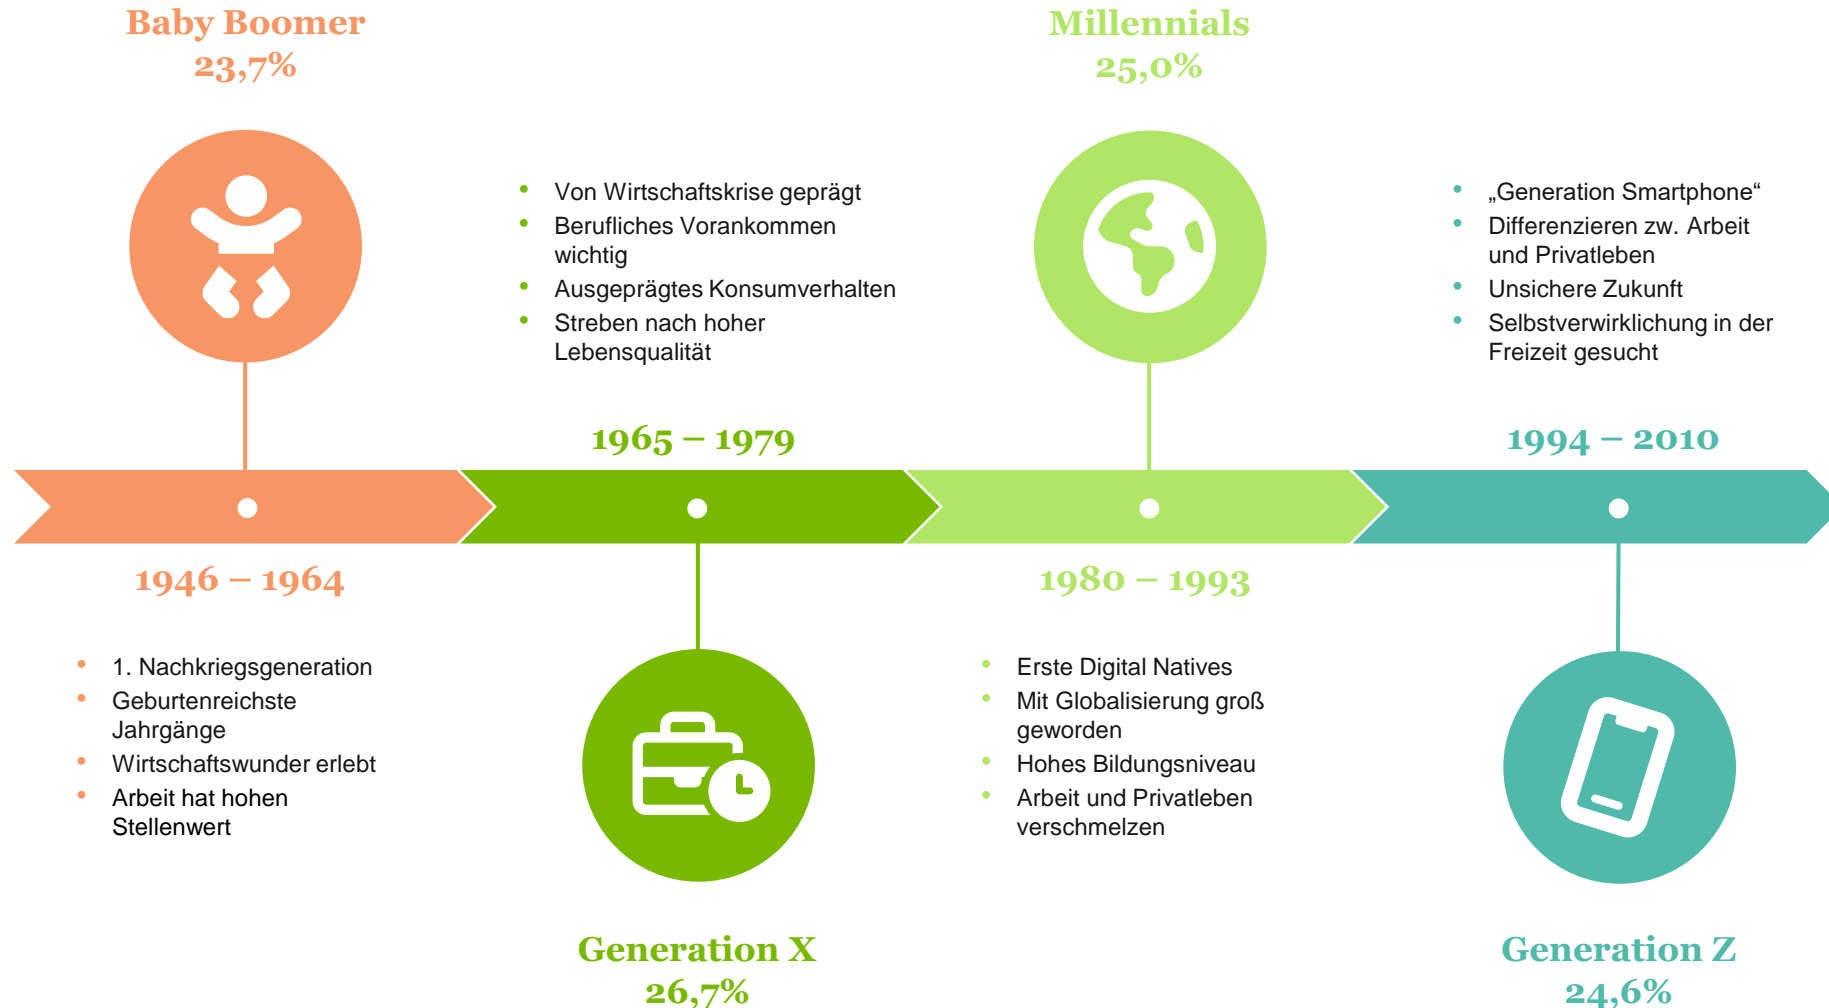 Baby Boomer
23,7%
1946 – 1964
• 1. Nachkriegsgeneration
• Geburtenreichste
Jahrgänge
• Wirtschaftswunder erlebt
• Arbeit hat hohen
Stellenwert
• Von Wirtschaftskrise geprägt
• Berufliches Vorankommen
wichtig
• Ausgeprägtes Konsumverhalten
• Streben nach hoher
Lebensqualität
1965 – 1979
Generation X
26,7%
Millennials
25,0%
1980 – 1993
• Erste Digital Natives
• Mit Globalisierung groß
geworden
• Hohes Bildungsniveau
• Arbeit und Privatleben
verschmelzen
• „Generation Smartphone“
• Differenzieren zw. Arbeit
und Privatleben
• Unsichere Zukunft
• Selbstverwirklichung in der
Freizeit gesucht
1994 – 2010
Generation Z
24,6%